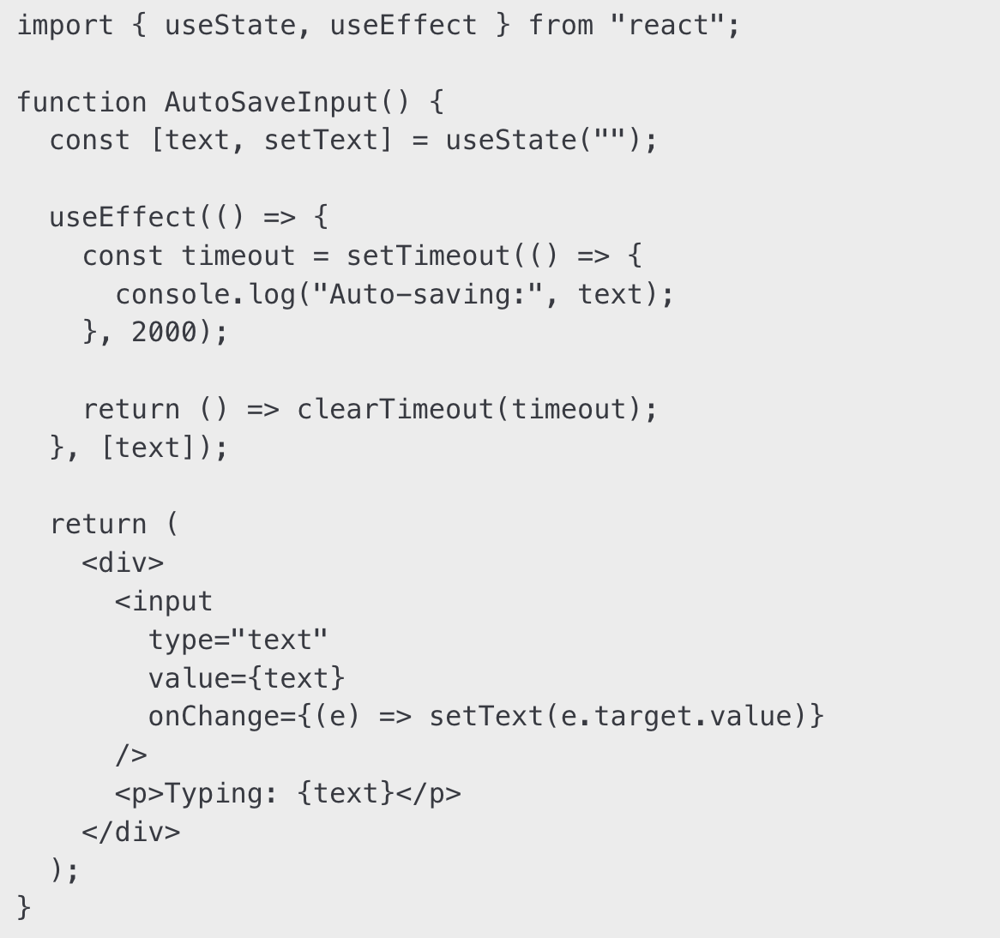 import { useState, useEffect } from "react";

function AutoSaveInput() {
  const [text, setText] = useState("");

  useEffect(() => {
    const timeout = setTimeout(() => {
      console.log("Auto-saving:", text);
    }, 2000);

    return () => clearTimeout(timeout);
  }, [text]);

  return (
    <div>
      <input
        type="text"
        value={text}
        onChange={(e) => setText(e.target.value)}
      />
      <p>Typing: {text}</p>
    </div>
  );
}